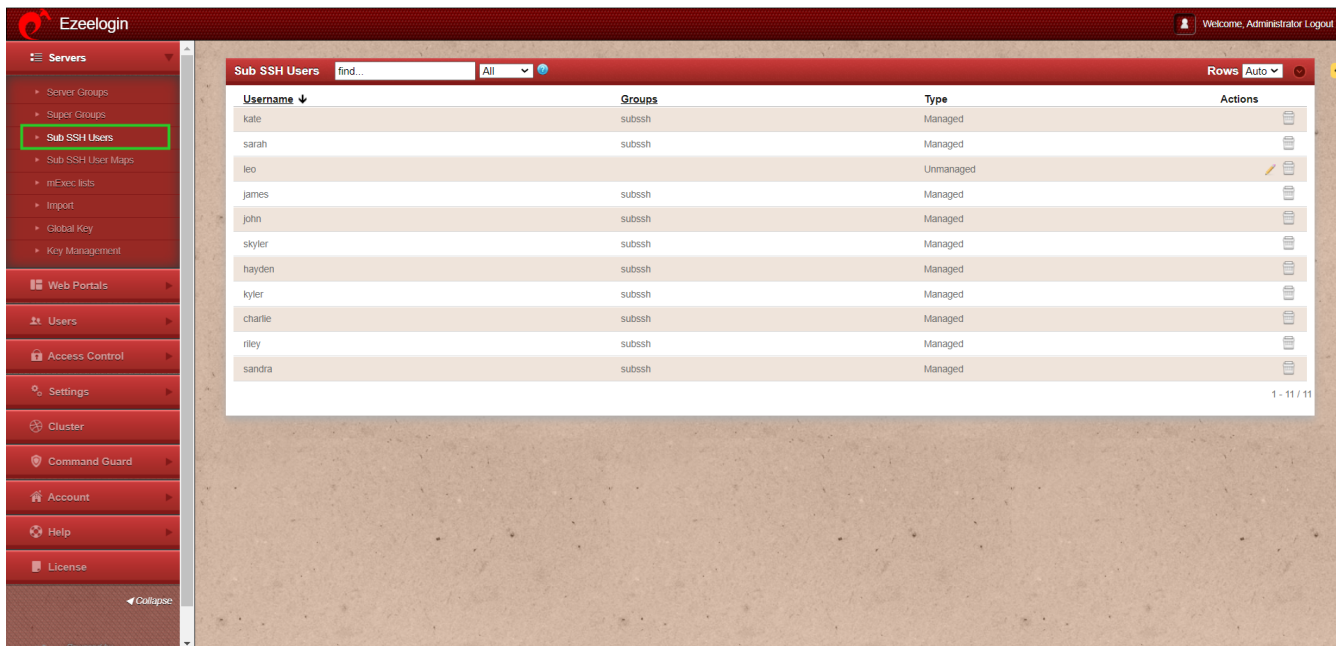 Ezeelogin
Welcome, Administrator Logout
Servers
Server Groups
Super Groups
Sub SSH Users
Sub SSH User Maps
mExec lists
Import
Global Key
Key Management
Web Portals
Users
Access Control
Settings
Cluster
Command Guard
Account
Help
License
Collapse
Sub SSH Users find... All Rows Auto
Username Groups Type Actions
kate subssh Managed
sarah subssh Managed
leo Unmanaged
james subssh Managed
john subssh Managed
skyler subssh Managed
hayden subssh Managed
kyler subssh Managed
charlie subssh Managed
riley subssh Managed
sandra subssh Managed
1 - 11 / 11